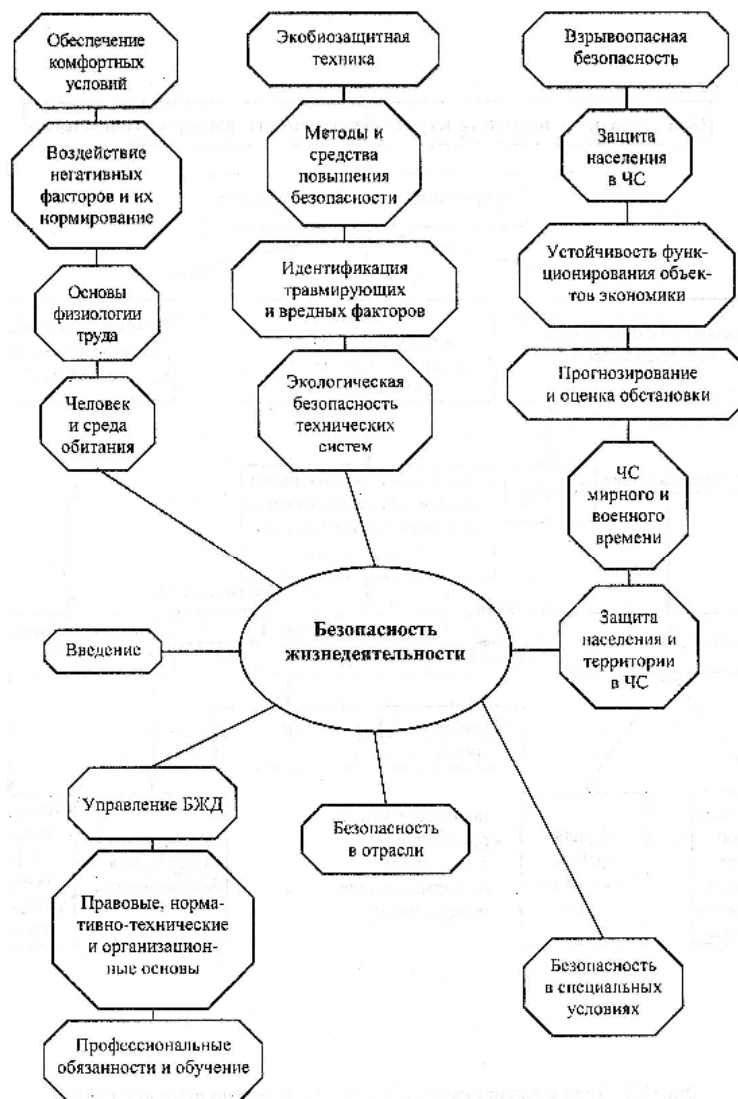 Обеспечение
комфортных
условий
Экобиозащитная
техника
Взрывоопасная
безопасность
Воздействие
негативных
факторов и их
нормирование
Методы и
средства
повышения
безопасности
Защита
населения
в ЧС
Основы
физиологии
труда
Идентификация
травмирующих
и вредных факторов
Устойчивость функ-
ционирования объек-
тов экономики
Человек
и среда
обитания
Экологическая
безопасность
технических
систем
Прогнозирование
и оценка обстановки
ЧС
мирного и
военного
времени
Введение
Безопасность
жизнедеятельности
Защита
населения и
территории
в ЧС
Управление БЖД
Безопасность
в отрасли
Правовые, норма-
тивно-технические
и организацион-
ные основы
Безопасность
в специальных
условиях
Профессиональные
обязанности и обучение